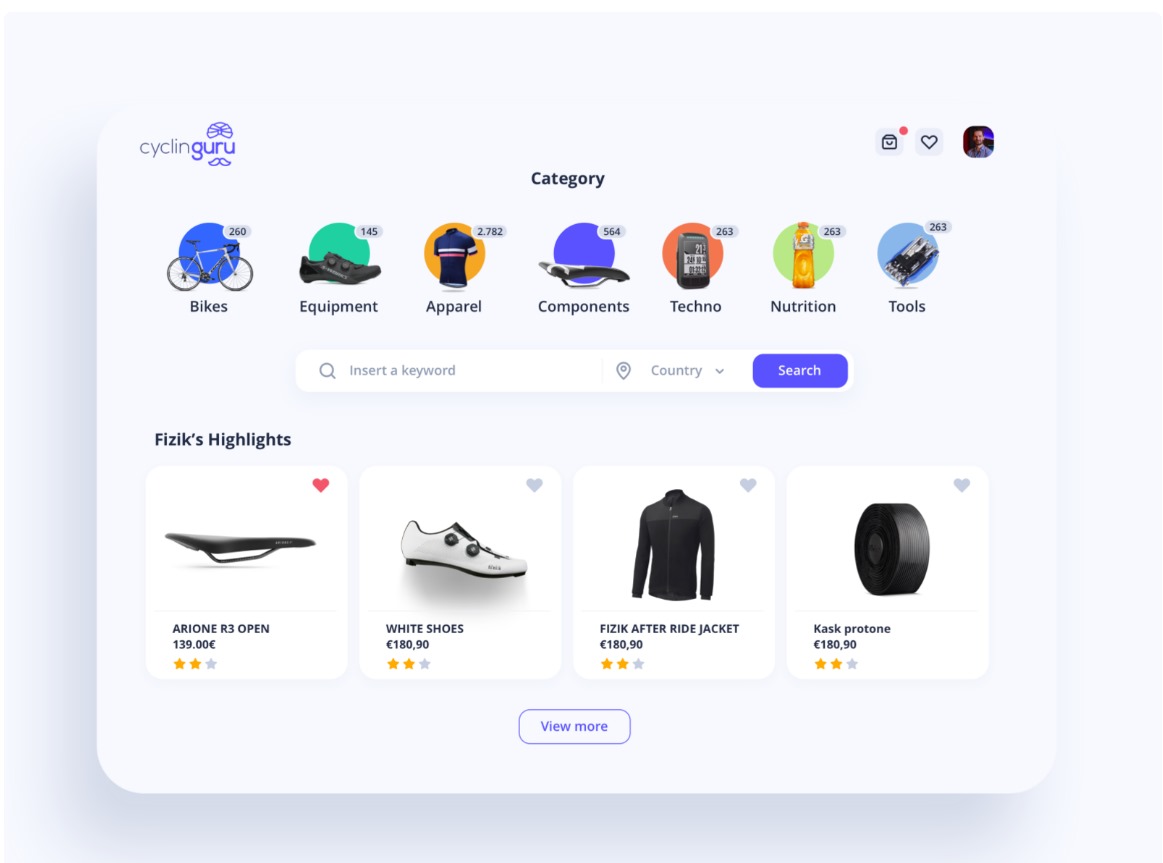 cyclinguru
Category
260
145
2.782
564
263
263
263
Bikes
Equipment
Apparel
Components
Techno
Nutrition
Tools
Insert a keyword
Country
Search
Fizik’s Highlights
ARIONE R3 OPEN
139.00€
WHITE SHOES
€180,90
FIZIK AFTER RIDE JACKET
€180,90
Kask protone
€180,90
View more